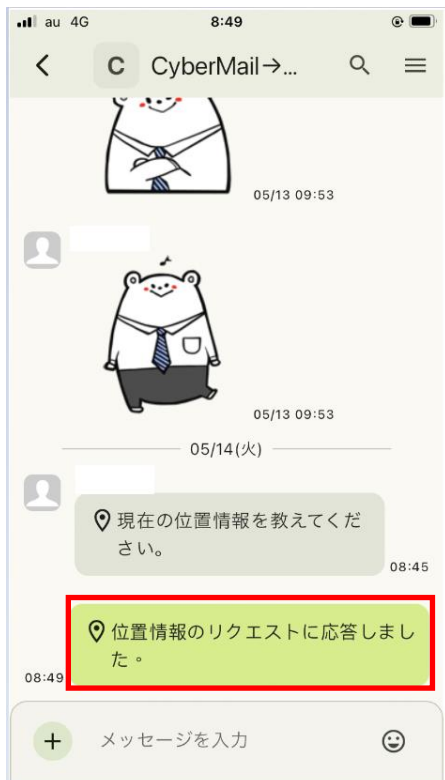 au 4G 8:49
C CyberMail→...
05/13 09:53
05/13 09:53
05/14(火)
現在の位置情報を教えてくだ
さい。
08:45
位置情報のリクエストに応答しまし
た。
08:49
メッセージを入力